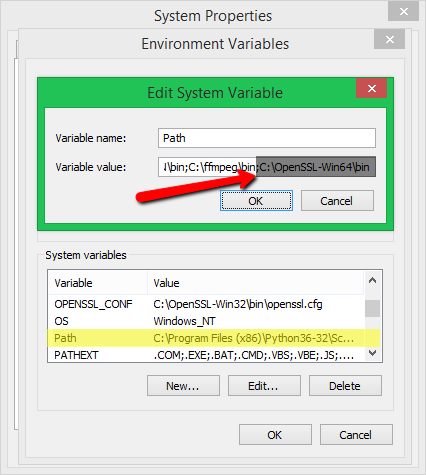 System Properties
Environment Variables
Edit System Variable
Variable name: Path
Variable value: \bin;C:\ffmpeg\bin;C:\OpenSSL-Win64\bin
OK Cancel
System variables
Variable Value
OPENSSL_CONF C:\OpenSSL-Win32\bin\openssl.cfg
OS Windows_NT
Path C:\Program Files (x86)\Python36-32\Sc...
PATHEXT .COM;.EXE;.BAT;.CMD;.VBS;.VBE;.JS;....
New... Edit... Delete
OK Cancel